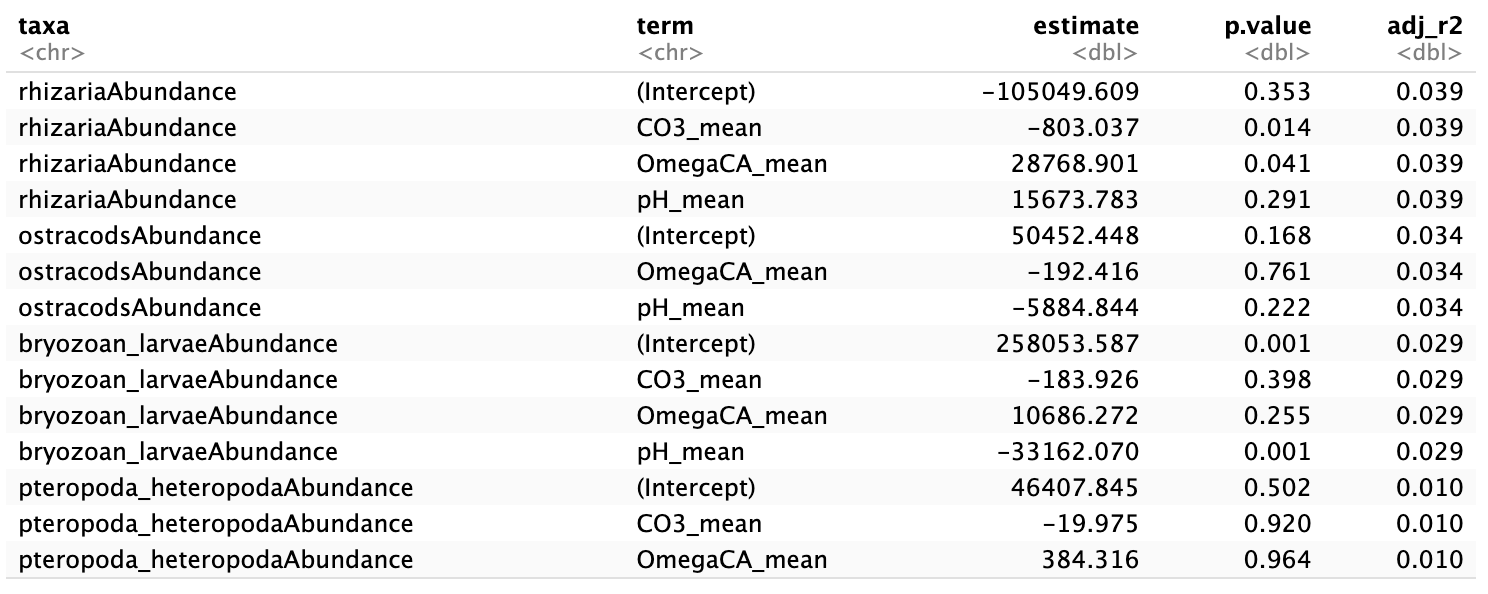 taxa term estimate p.value adj_r2
<chr> <chr> <dbl> <dbl> <dbl>
rhizariaAbundance (Intercept) -105049.609 0.353 0.039
rhizariaAbundance CO3_mean -803.037 0.014 0.039
rhizariaAbundance OmegaCA_mean 28768.901 0.041 0.039
rhizariaAbundance pH_mean 15673.783 0.291 0.039
ostracodsAbundance (Intercept) 50452.448 0.168 0.034
ostracodsAbundance OmegaCA_mean -192.416 0.761 0.034
ostracodsAbundance pH_mean -5884.844 0.222 0.034
bryozoan_larvaeAbundance (Intercept) 258053.587 0.001 0.029
bryozoan_larvaeAbundance CO3_mean -183.926 0.398 0.029
bryozoan_larvaeAbundance OmegaCA_mean 10686.272 0.255 0.029
bryozoan_larvaeAbundance pH_mean -33162.070 0.001 0.029
pteropoda_heteropodaAbundance (Intercept) 46407.845 0.502 0.010
pteropoda_heteropodaAbundance CO3_mean -19.975 0.920 0.010
pteropoda_heteropodaAbundance OmegaCA_mean 384.316 0.964 0.010